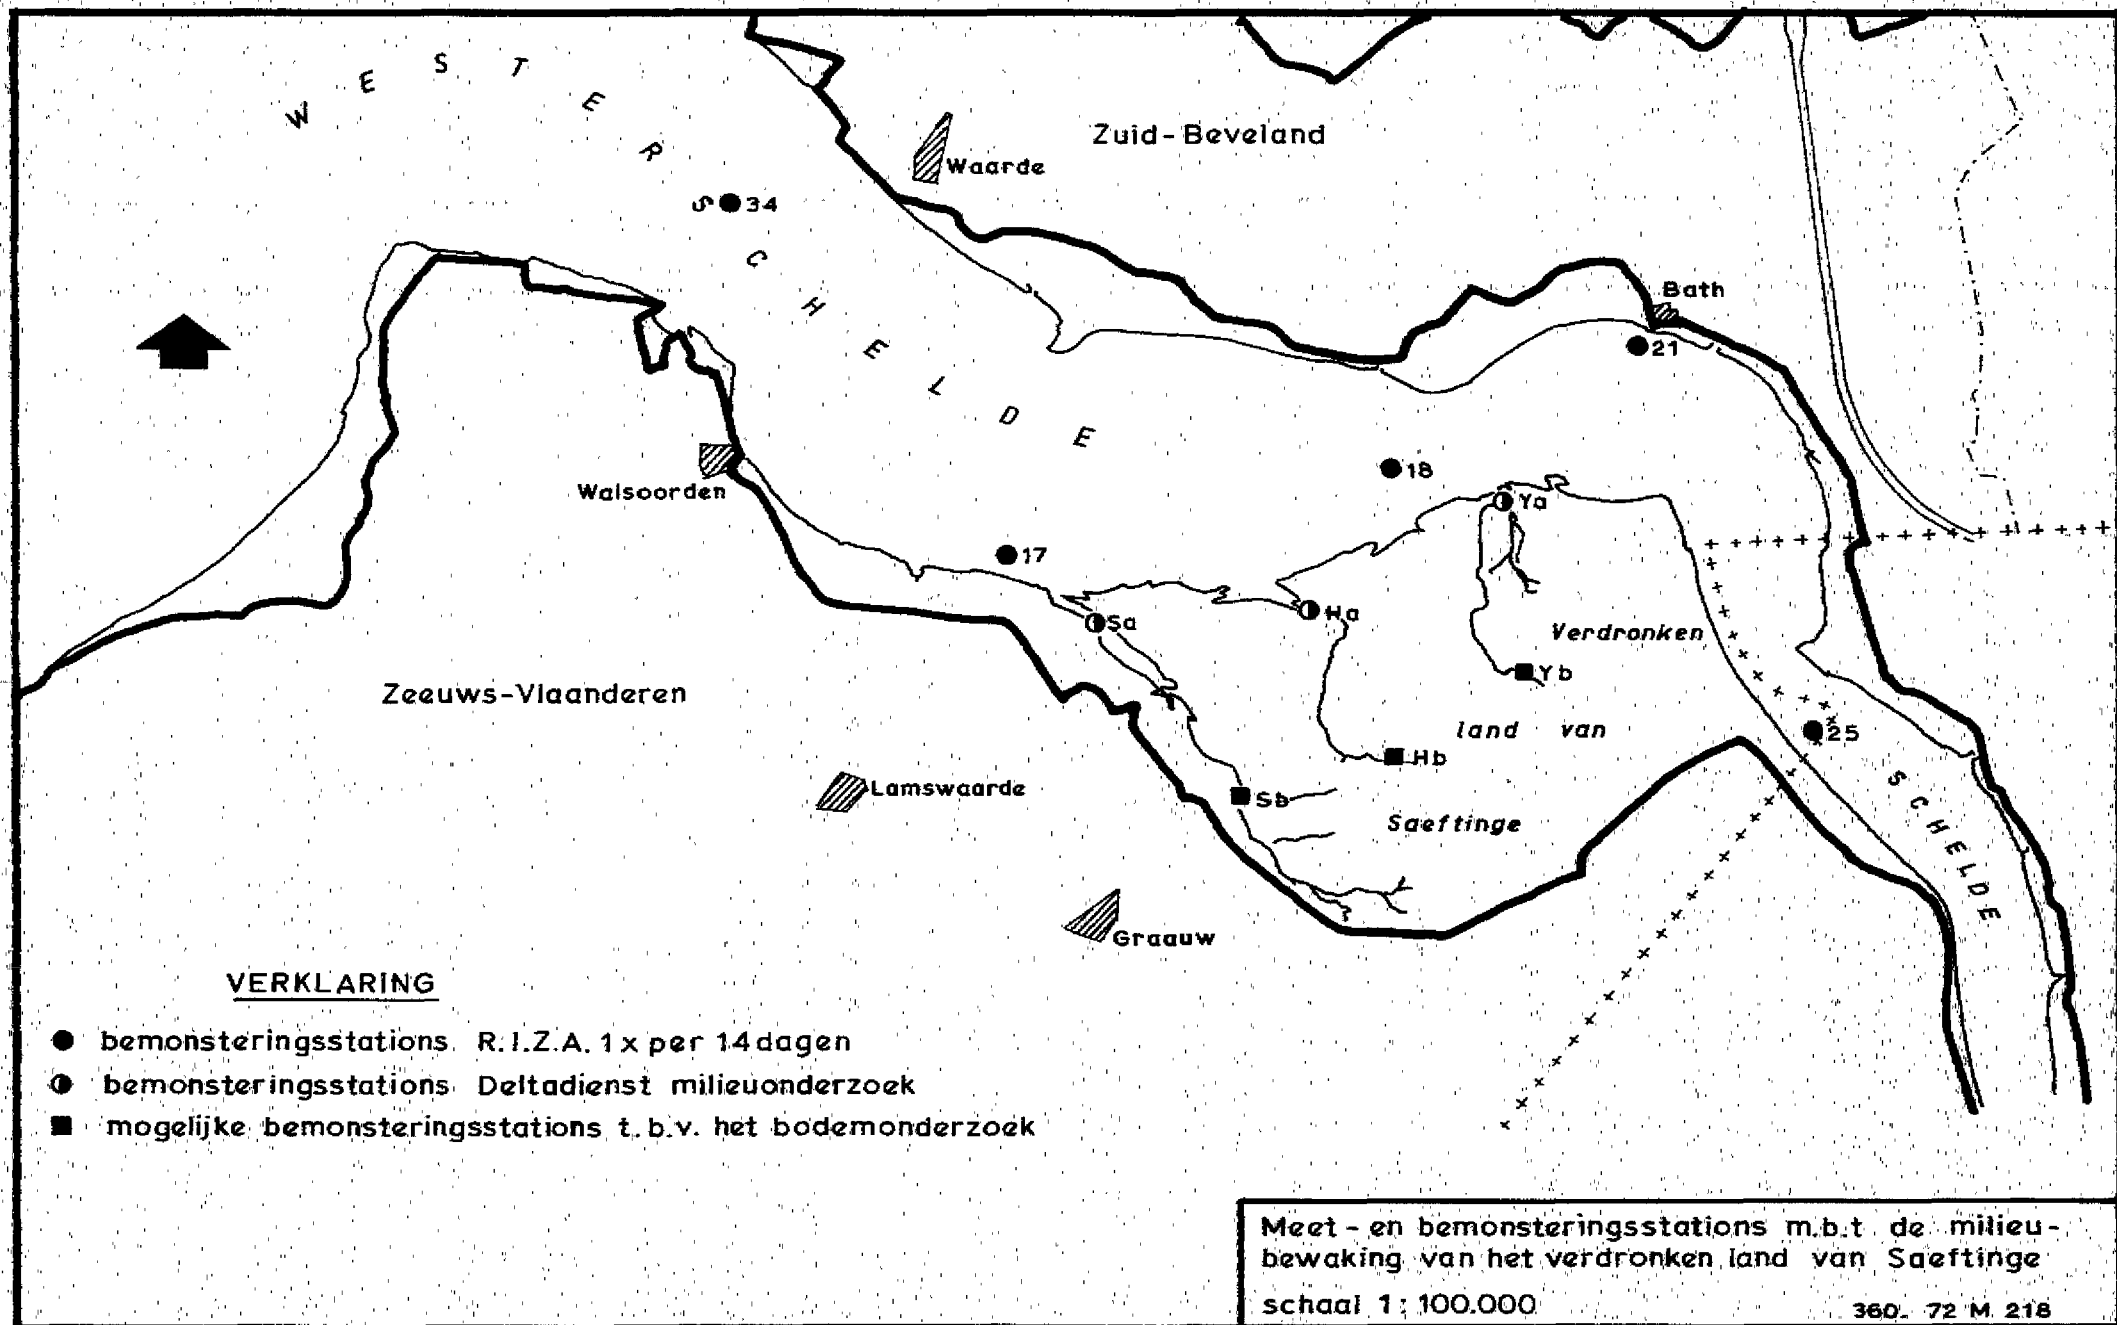 WESTERSCHELDE
Zuid-Beveland
Waarde
34
Bath
21
18
Walsoorden
Ya
17
Sa
Ha
Verdronken
Yb
Zeeuws-Vlaanderen
land van
25
Hb
Lamswaarde
Sb
SCHELDE
Saeftinge
Graauw
VERKLARING
bemonsteringsstations R.I.Z.A. 1x per 14 dagen
bemonsteringsstations Deltadienst milieuonderzoek
mogelijke bemonsteringsstations t.b.v. het bodemonderzoek
Meet- en bemonsteringsstations m.b.t de milieu-
bewaking van het verdronken land van Saeftinge
schaal 1: 100.000
360. 72 M 218